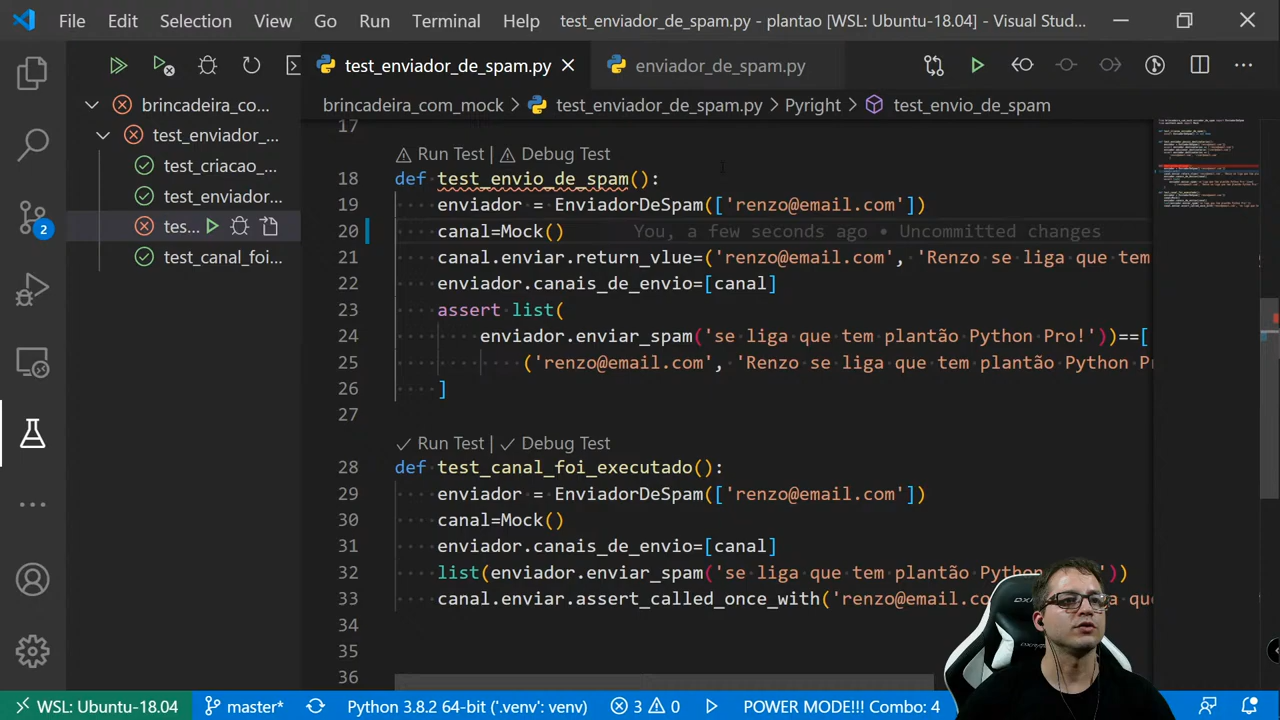 File Edit Selection View Go Run Terminal Help test_enviador_de_spam.py - plantao [WSL: Ubuntu-18.04] - Visual Stud...
test_enviador_de_spam.py enviador_de_spam.py
brincadeira_co...
brincadeira_com_mock > test_enviador_de_spam.py > Pyright > test_envio_de_spam
test_enviador_...
test_criacao_...
test_enviador...
tes...
test_canal_foi...
2
17
Run Test | Debug Test
18 def test_envio_de_spam():
19 enviador = EnviadorDeSpam(['renzo@email.com'])
20 canal=Mock() You, a few seconds ago • Uncommitted changes
21 canal.enviar.return_vlue=('renzo@email.com', 'Renzo se liga que tem
22 enviador.canais_de_envio=[canal]
23 assert list(
24 enviador.enviar_spam('se liga que tem plantão Python Pro!'))==[
25 ('renzo@email.com', 'Renzo se liga que tem plantão Python Pr
26 ]
27
Run Test | Debug Test
28 def test_canal_foi_executado():
29 enviador = EnviadorDeSpam(['renzo@email.com'])
30 canal=Mock()
31 enviador.canais_de_envio=[canal]
32 list(enviador.enviar_spam('se liga que tem plantão Python '))
33 canal.enviar.assert_called_once_with('renzo@email.co que
34
35
36
WSL: Ubuntu-18.04 master* Python 3.8.2 64-bit ('.venv': venv) 3 0 POWER MODE!!! Combo: 4